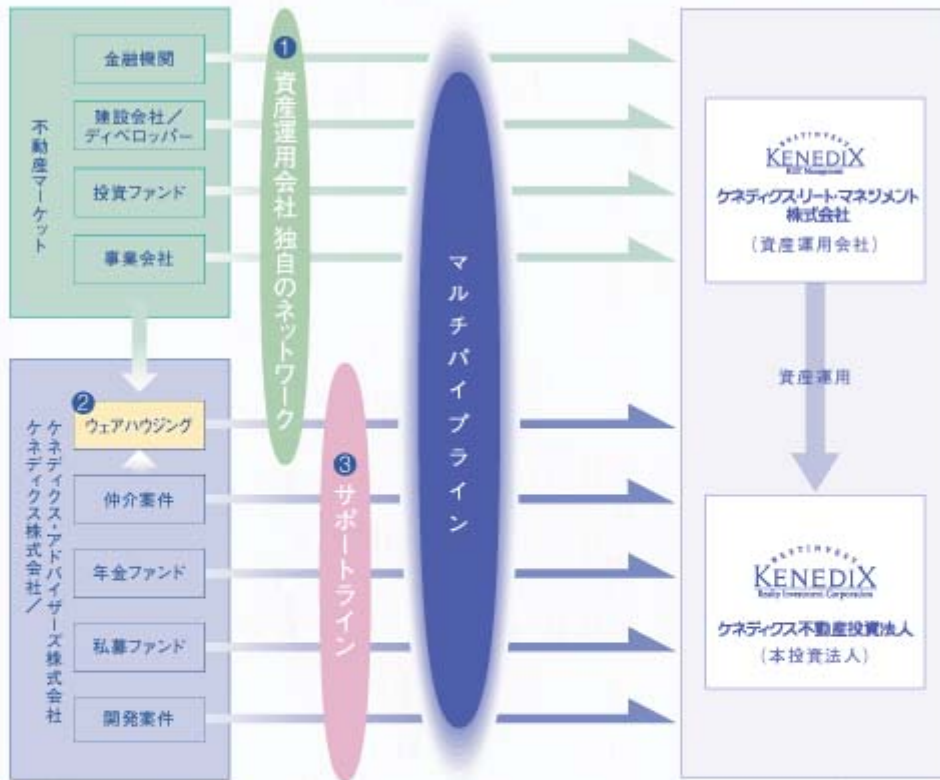 不動産マーケット
金融機関
建設会社／
ディベロッパー
投資ファンド
事業会社
❶ 資産運用会社 独自のネットワーク
ケネディクス株式会社／
ケネディクス・アドバイザーズ株式会社
❷
ウェアハウジング
仲介案件
年金ファンド
私募ファンド
開発案件
❸ サポートライン
マルチパイプライン
BESTINVEST
KENEDIX
REIT Management
ケネディクス・リート・マネジメント
株式会社
(資産運用会社)
資産運用
BESTINVEST
KENEDIX
Realty Investment Corporation
ケネディクス不動産投資法人
(本投資法人)